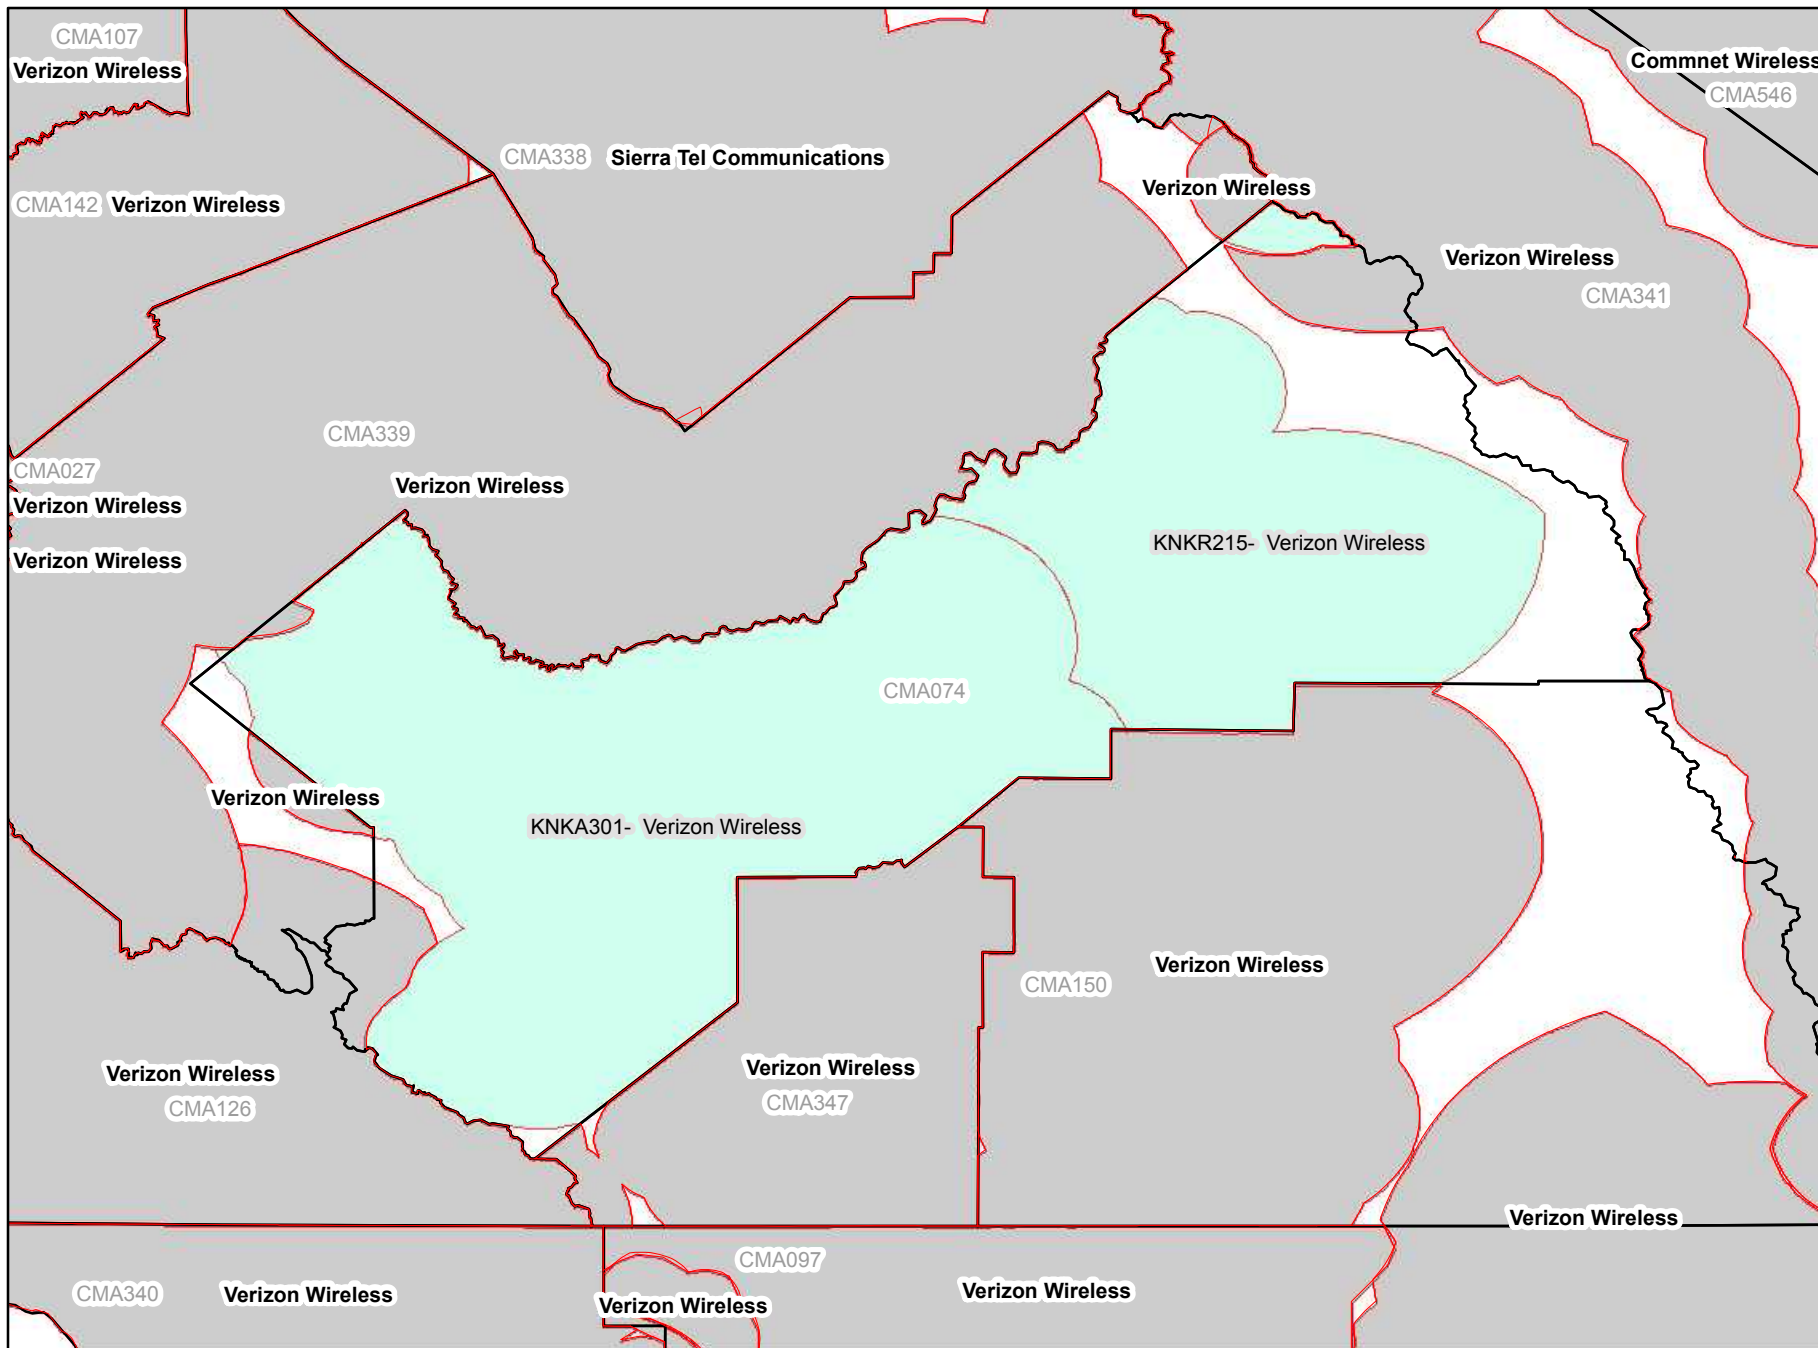 CMA107
Verizon Wireless
Commnet Wireless
CMA546
CMA338 Sierra Tel Communications
CMA142 Verizon Wireless
Verizon Wireless
Verizon Wireless
CMA341
CMA339
CMA027
Verizon Wireless
Verizon Wireless
Verizon Wireless
KNKR215- Verizon Wireless
CMA074
Verizon Wireless
KNKA301- Verizon Wireless
Verizon Wireless
CMA150
Verizon Wireless
CMA126
Verizon Wireless
CMA347
Verizon Wireless
CMA097
CMA340
Verizon Wireless
Verizon Wireless
Verizon Wireless